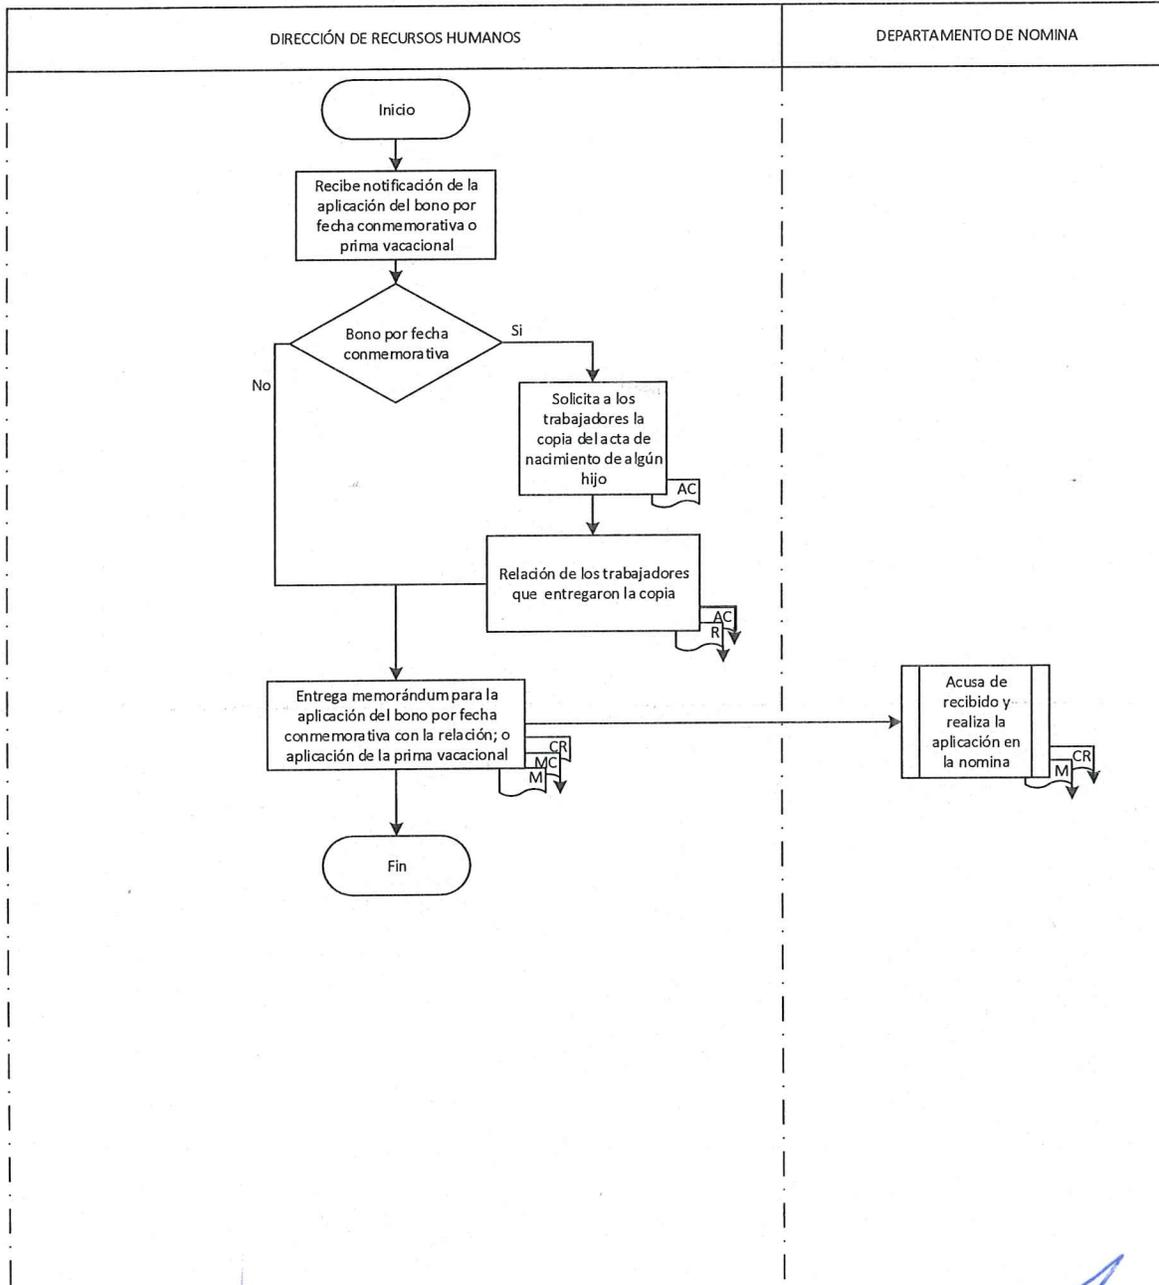 DIRECCIÓN DE RECURSOS HUMANOS
DEPARTAMENTO DE NOMINA
Inicio
Recibe notificación de la
aplicación del bono por
fecha conmemorativa o
prima vacacional
Bono por fecha
conmemorativa
Si
No
Solicita a los
trabajadores la
copia del acta de
nacimiento de algún
hijo
AC
Relación de los trabajadores
que entregaron la copia
AC
R
Entrega memorándum para la
aplicación del bono por fecha
conmemorativa con la relación; o
aplicación de la prima vacacional
CR
MC
M
Acusa de
recibido y
realiza la
aplicación en
la nomina
CR
M
Fin